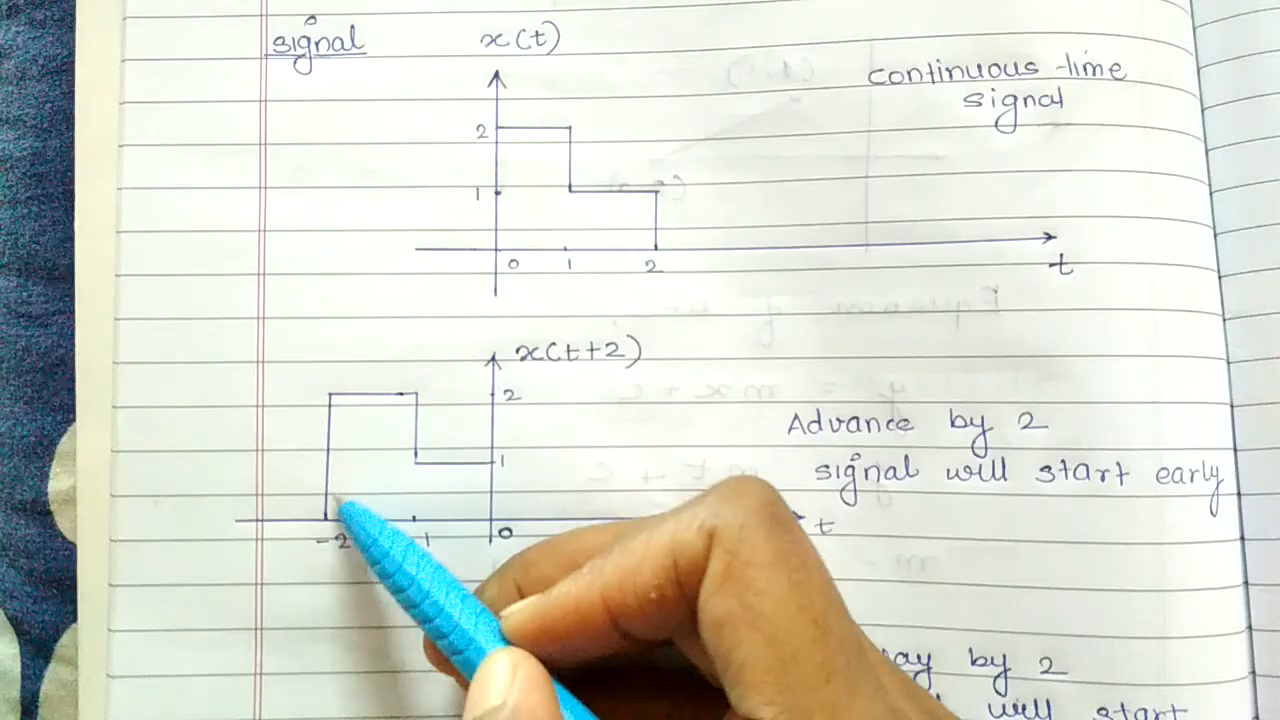 signal
x(t)
continuous-time
signal
2
1
0 1 2
t
x(t+2)
2
1
-2 -1 0
t
Advance by 2
signal will start early
by 2
will start